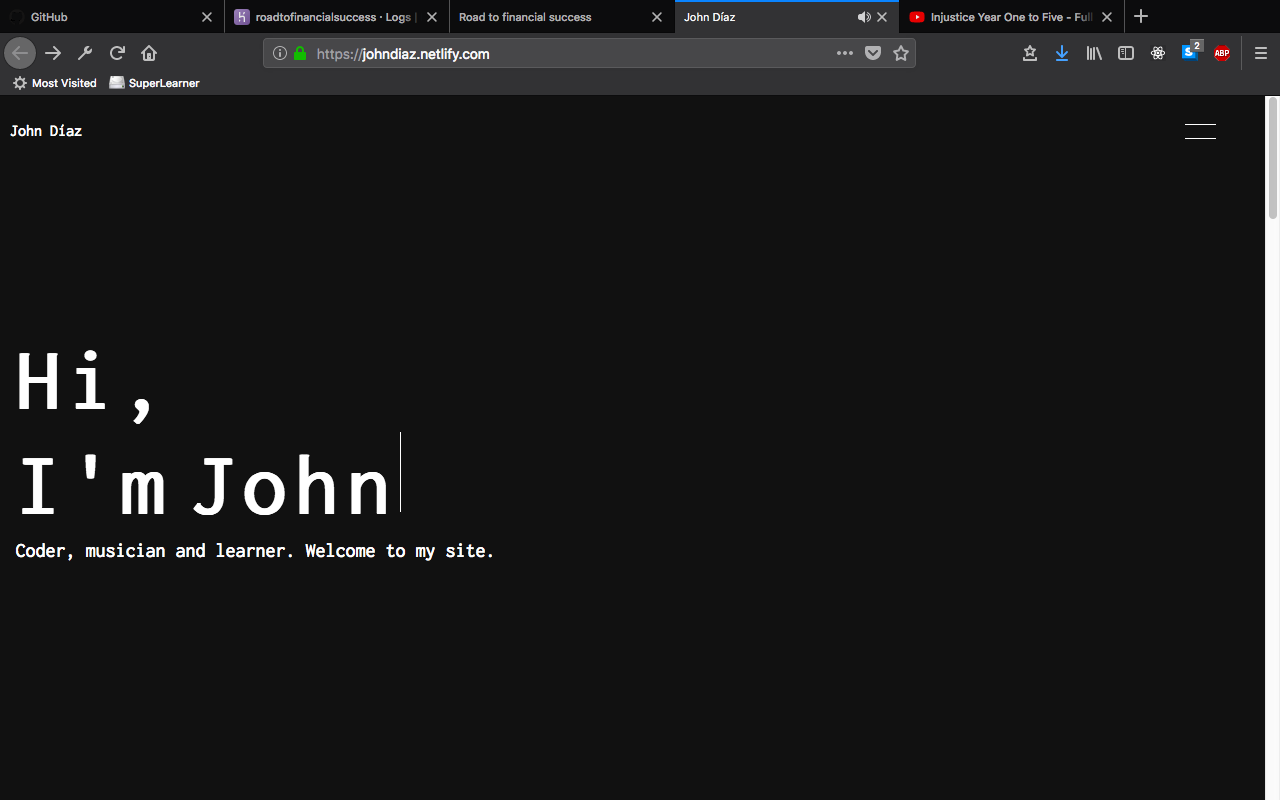 GitHub
roadtofinancialsuccess · Logs |
Road to financial success
John Díaz
Injustice Year One to Five - Full
https://johndiaz.netlify.com
2
S
ABP
Most Visited
SuperLearner
John Díaz
Hi,
I'm John
Coder, musician and learner. Welcome to my site.